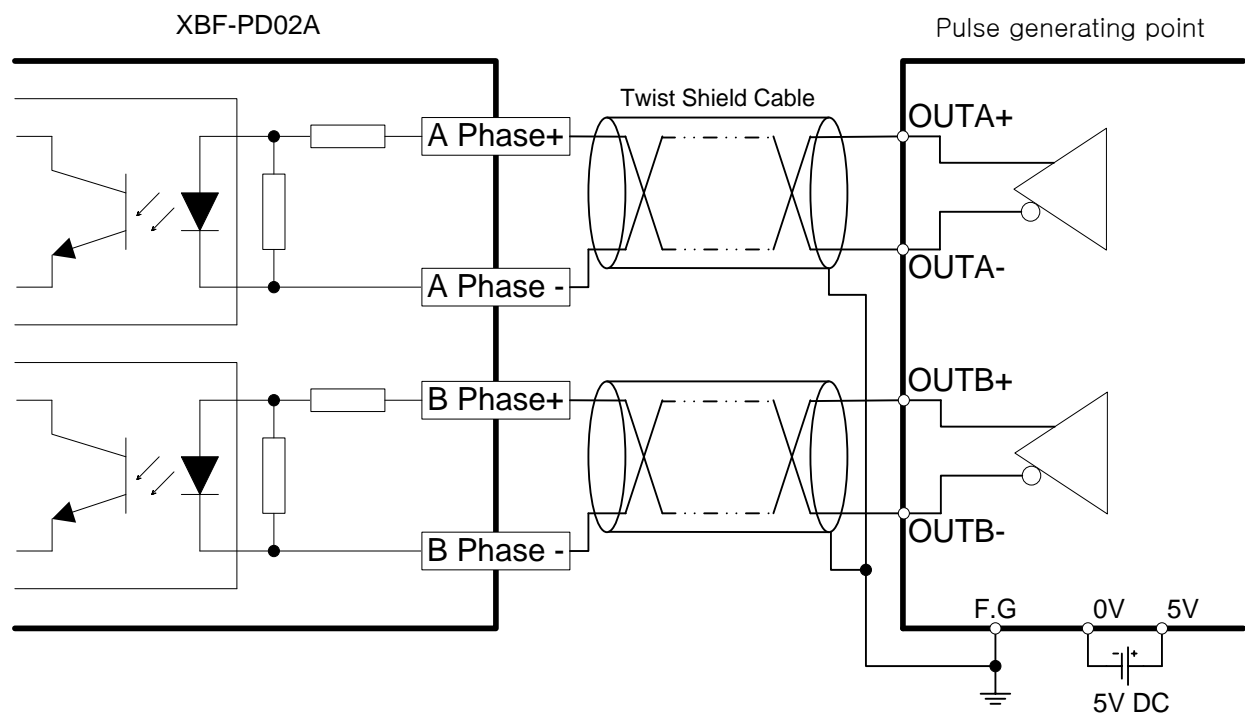 XBF-PD02A
Pulse generating point
Twist Shield Cable
A Phase+
OUTA+
A Phase -
OUTA-
B Phase+
OUTB+
B Phase -
OUTB-
F.G
0V
5V
- +
5V DC